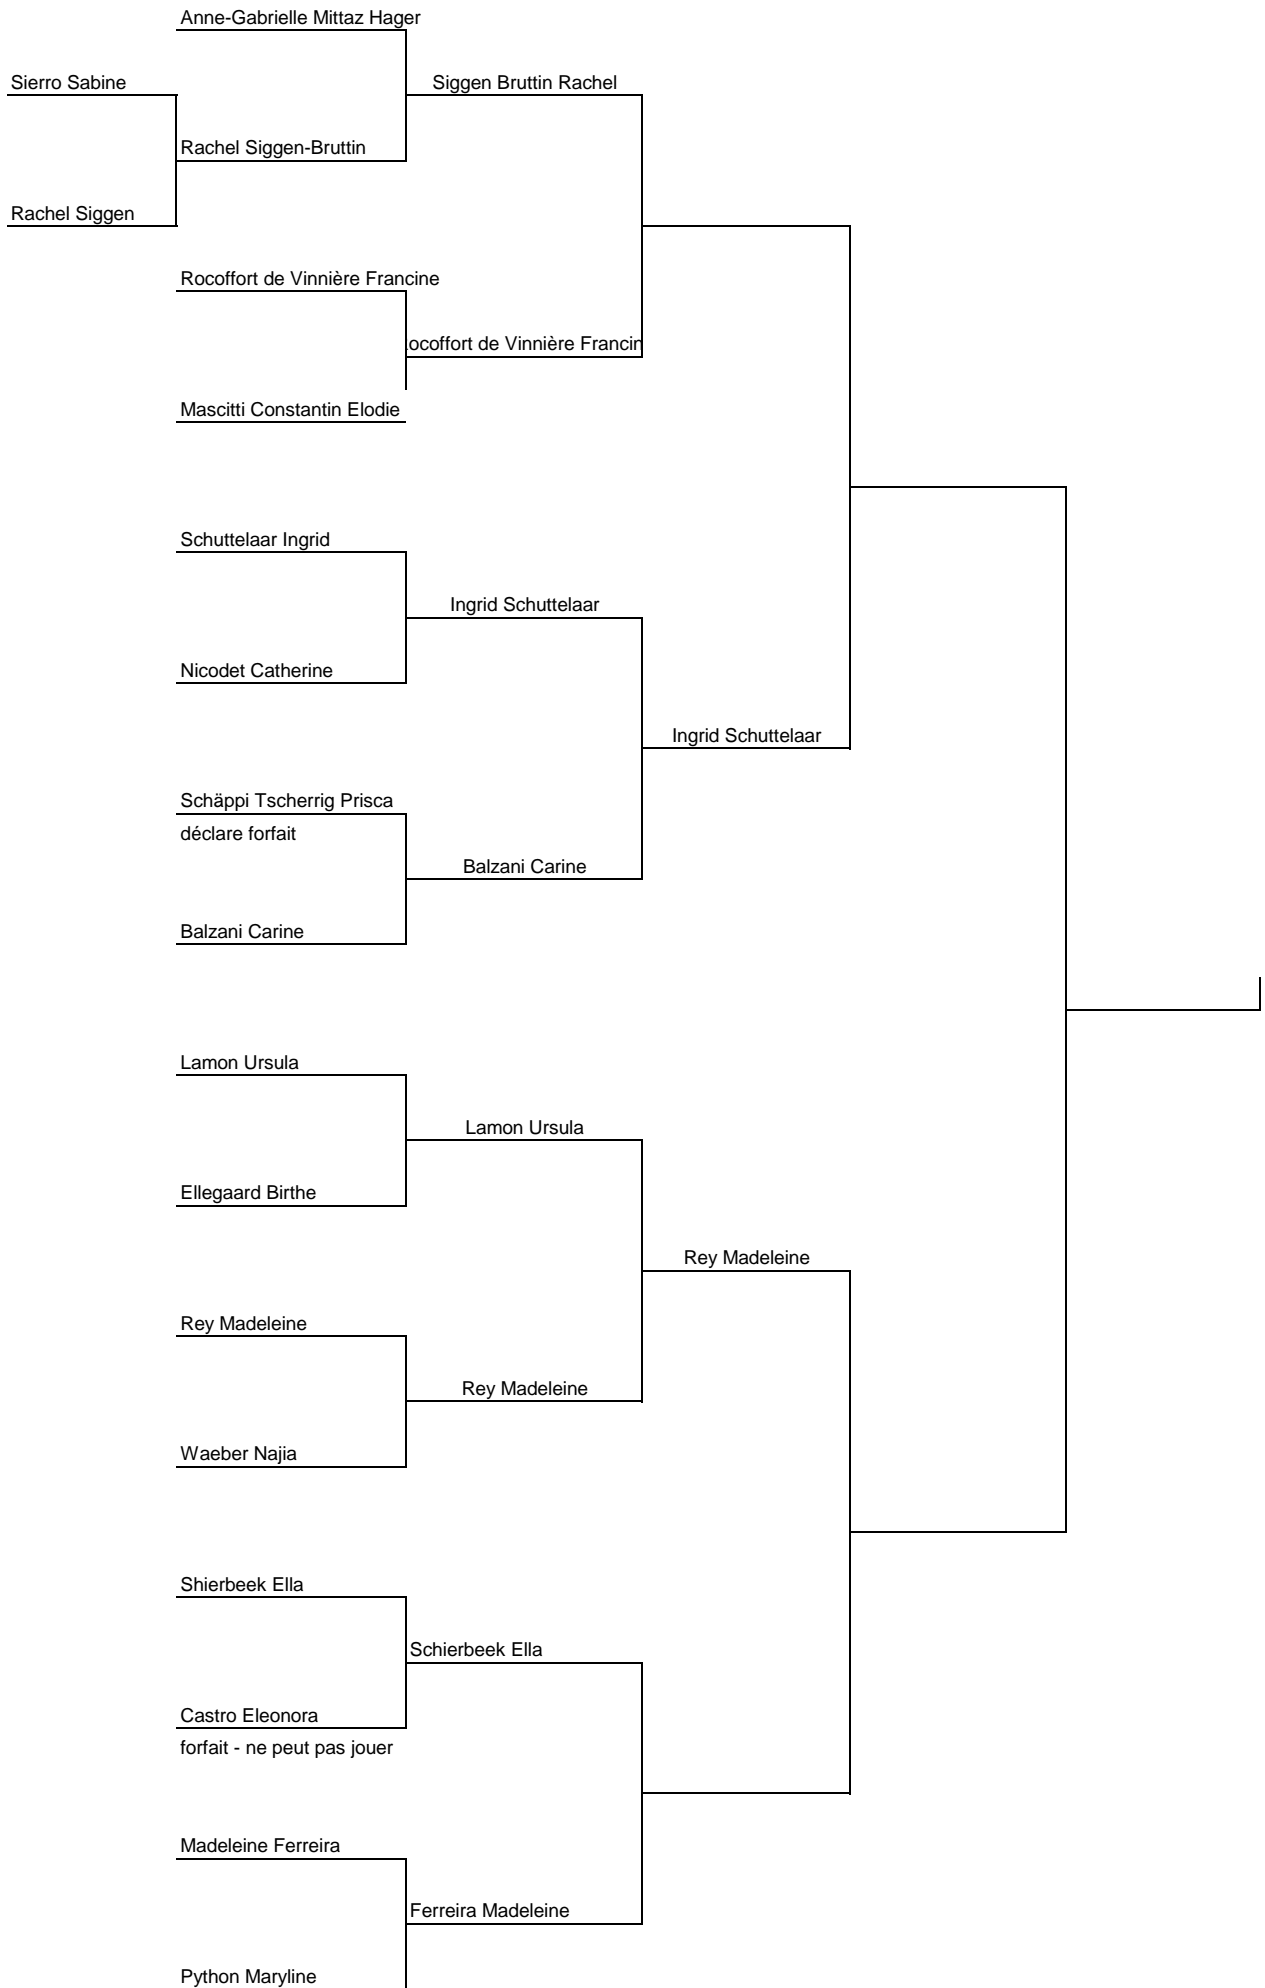 Anne-Gabrielle Mittaz Hager
Sierro Sabine
Siggen Bruttin Rachel
Rachel Siggen-Bruttin
Rachel Siggen
Rocoffort de Vinnière Francine
ocoffort de Vinnière Francin
Mascitti Constantin Elodie
Schuttelaar Ingrid
Ingrid Schuttelaar
Nicodet Catherine
Ingrid Schuttelaar
Schäppi Tscherrig Prisca
déclare forfait
Balzani Carine
Balzani Carine
Lamon Ursula
Lamon Ursula
Ellegaard Birthe
Rey Madeleine
Rey Madeleine
Rey Madeleine
Waeber Najia
Shierbeek Ella
Schierbeek Ella
Castro Eleonora
forfait - ne peut pas jouer
Madeleine Ferreira
Ferreira Madeleine
Python Maryline